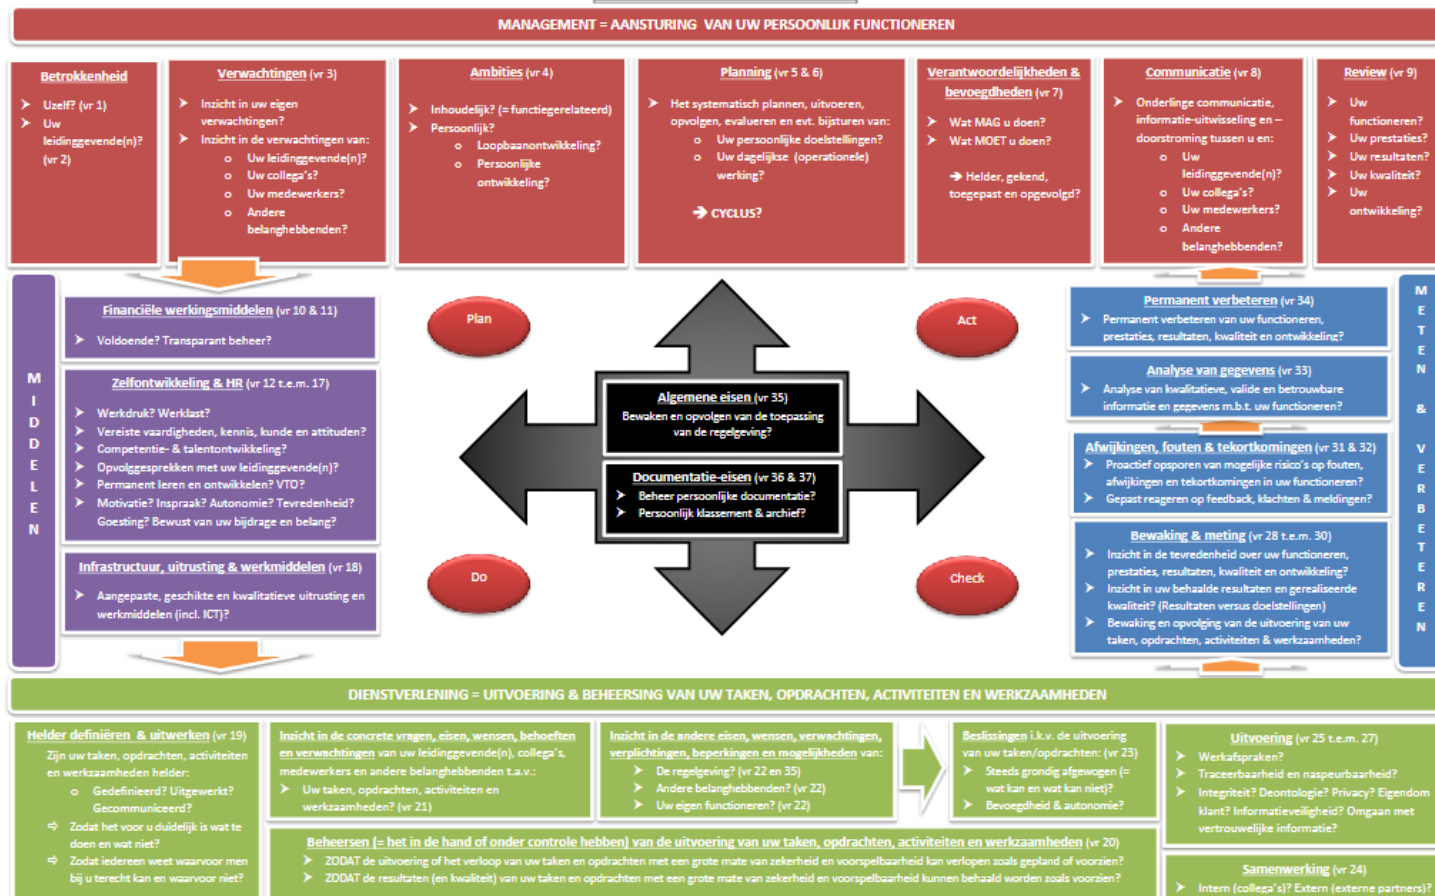 MANAGEMENT = AANSTURING VAN UW PERSOONLIJK FUNCTIONEREN
Betrokkenheid
➢ Uzelf? (vr 1)
➢ Uw
leidinggevende(n)?
(vr 2)
Verwachtingen (vr 3)
➢ Inzicht in uw eigen
verwachtingen?
➢ Inzicht in de verwachtingen van:
o Uw leidinggevende(n)?
o Uw collega's?
o Uw medewerkers?
o Andere
belanghebbenden?
Ambities (vr 4)
➢ Inhoudelijk? (= functiegerelateerd)
➢ Persoonlijk?
o Loopbaanontwikkeling?
o Persoonlijke
ontwikkeling?
Planning (vr 5 & 6)
➢ Het systematisch plannen, uitvoeren,
opvolgen, evalueren en evt. bijsturen van:
o Uw persoonlijke doelstellingen?
o Uw dagelijkse (operationele)
werking?
➔ CYCLUS?
Verantwoordelijkheden &
bevoegdheden (vr 7)
➢ Wat MAG u doen?
➢ Wat MOET u doen?
➔ Helder, gekend,
toegepast en opgevolgd?
Communicatie (vr 8)
➢ Onderlinge communicatie,
informatie-uitwisseling en –
doorstroming tussen u en:
o Uw
leidinggevende(n)?
o Uw collega's?
o Uw medewerkers?
o Andere
belanghebbenden?
Review (vr 9)
➢ Uw
functioneren?
➢ Uw prestaties?
➢ Uw resultaten?
➢ Uw kwaliteit?
➢ Uw
ontwikkeling?
MIDDELEN
Financiële werkingsmiddelen (vr 10 & 11)
➢ Voldoende? Transparant beheer?
Zelfontwikkeling & HR (vr 12 t.e.m. 17)
➢ Werkdruk? Werklast?
➢ Vereiste vaardigheden, kennis, kunde en attituden?
➢ Competentie- & talentontwikkeling?
➢ Opvolggesprekken met uw leidinggevende(n)?
➢ Permanent leren en ontwikkelen? VTO?
➢ Motivatie? Inspraak? Autonomie? Tevredenheid?
Goesting? Bewust van uw bijdrage en belang?
Infrastructuur, uitrusting & werkmiddelen (vr 18)
➢ Aangepaste, geschikte en kwalitatieve uitrusting en
werkmiddelen (incl. ICT)?
Plan
Act
Do
Check
Algemene eisen (vr 35)
Bewaken en opvolgen van de toepassing
van de regelgeving?
Documentatie-eisen (vr 36 & 37)
➢ Beheer persoonlijke documentatie?
➢ Persoonlijk klassement & archief?
Permanent verbeteren (vr 34)
➢ Permanent verbeteren van uw functioneren,
prestaties, resultaten, kwaliteit en ontwikkeling?
Analyse van gegevens (vr 33)
➢ Analyse van kwalitatieve, valide en betrouwbare
informatie en gegevens m.b.t. uw functioneren?
Afwijkingen, fouten & tekortkomingen (vr 31 & 32)
➢ Proactief opsporen van mogelijke risico's op fouten,
afwijkingen en tekortkomingen in uw functioneren?
➢ Gepast reageren op feedback, klachten & meldingen?
Bewaking & meting (vr 28 t.e.m. 30)
➢ Inzicht in de tevredenheid over uw functioneren,
prestaties, resultaten, kwaliteit en ontwikkeling?
➢ Inzicht in uw behaalde resultaten en gerealiseerde
kwaliteit? (Resultaten versus doelstellingen)
➢ Bewaking en opvolging van de uitvoering van uw
taken, opdrachten, activiteiten & werkzaamheden?
METEN & VERBETEREN
DIENSTVERLENING = UITVOERING & BEHEERSING VAN UW TAKEN, OPDRACHTEN, ACTIVITEITEN EN WERKZAAMHEDEN
Helder definiëren & uitwerken (vr 19)
Zijn uw taken, opdrachten, activiteiten
en werkzaamheden helder:
o Gedefinieerd? Uitgewerkt?
Gecommuniceerd?
⇨ Zodat het voor u duidelijk is wat te
doen en wat niet?
⇨ Zodat iedereen weet waarvoor men
bij u terecht kan en waarvoor niet?
Inzicht in de concrete vragen, eisen, wensen, behoeften
en verwachtingen van uw leidinggevende(n), collega's,
medewerkers en andere belanghebbenden t.a.v.:
➢ Uw taken, opdrachten, activiteiten en
werkzaamheden? (vr 21)
Inzicht in de andere eisen, wensen, verwachtingen,
verplichtingen, beperkingen en mogelijkheden van:
➢ De regelgeving? (vr 22 en 35)
➢ Andere belanghebbenden? (vr 22)
➢ Uw eigen functioneren? (vr 22)
Beslissingen i.k.v. de uitvoering
van uw taken/opdrachten: (vr 23)
➢ Steeds grondig afgewogen (=
wat kan en wat kan niet)?
➢ Bevoegdheid & autonomie?
Uitvoering (vr 25 t.e.m. 27)
➢ Werkafspraken?
➢ Traceerbaarheid en naspeurbaarheid?
➢ Integriteit? Deontologie? Privacy? Eigendom
klant? Informatieveiligheid? Omgaan met
vertrouwelijke informatie?
Beheersen (= het in de hand of onder controle hebben) van de uitvoering van uw taken, opdrachten, activiteiten en werkzaamheden (vr 20)
➢ ZODAT de uitvoering of het verloop van uw taken en opdrachten met een grote mate van zekerheid en voorspelbaarheid kan verlopen zoals gepland of voorzien?
➢ ZODAT de resultaten (en kwaliteit) van uw taken en opdrachten met een grote mate van zekerheid en voorspelbaarheid kunnen behaald worden zoals voorzien?
Samenwerking (vr 24)
➢ Intern (collega's)? Extern (externe partners)?